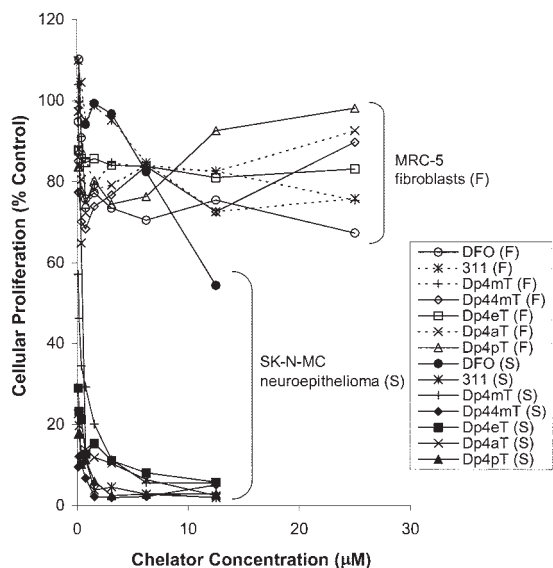 Cellular Proliferation (% Control)
120
100
80
60
40
20
0
0
10
20
30
Chelator Concentration (µM)
MRC-5
fibroblasts (F)
SK-N-MC
neuroepithelioma (S)
DFO (F)
311 (F)
Dp4mT (F)
Dp44mT (F)
Dp4eT (F)
Dp4aT (F)
Dp4pT (F)
DFO (S)
311 (S)
Dp4mT (S)
Dp44mT (S)
Dp4eT (S)
Dp4aT (S)
Dp4pT (S)